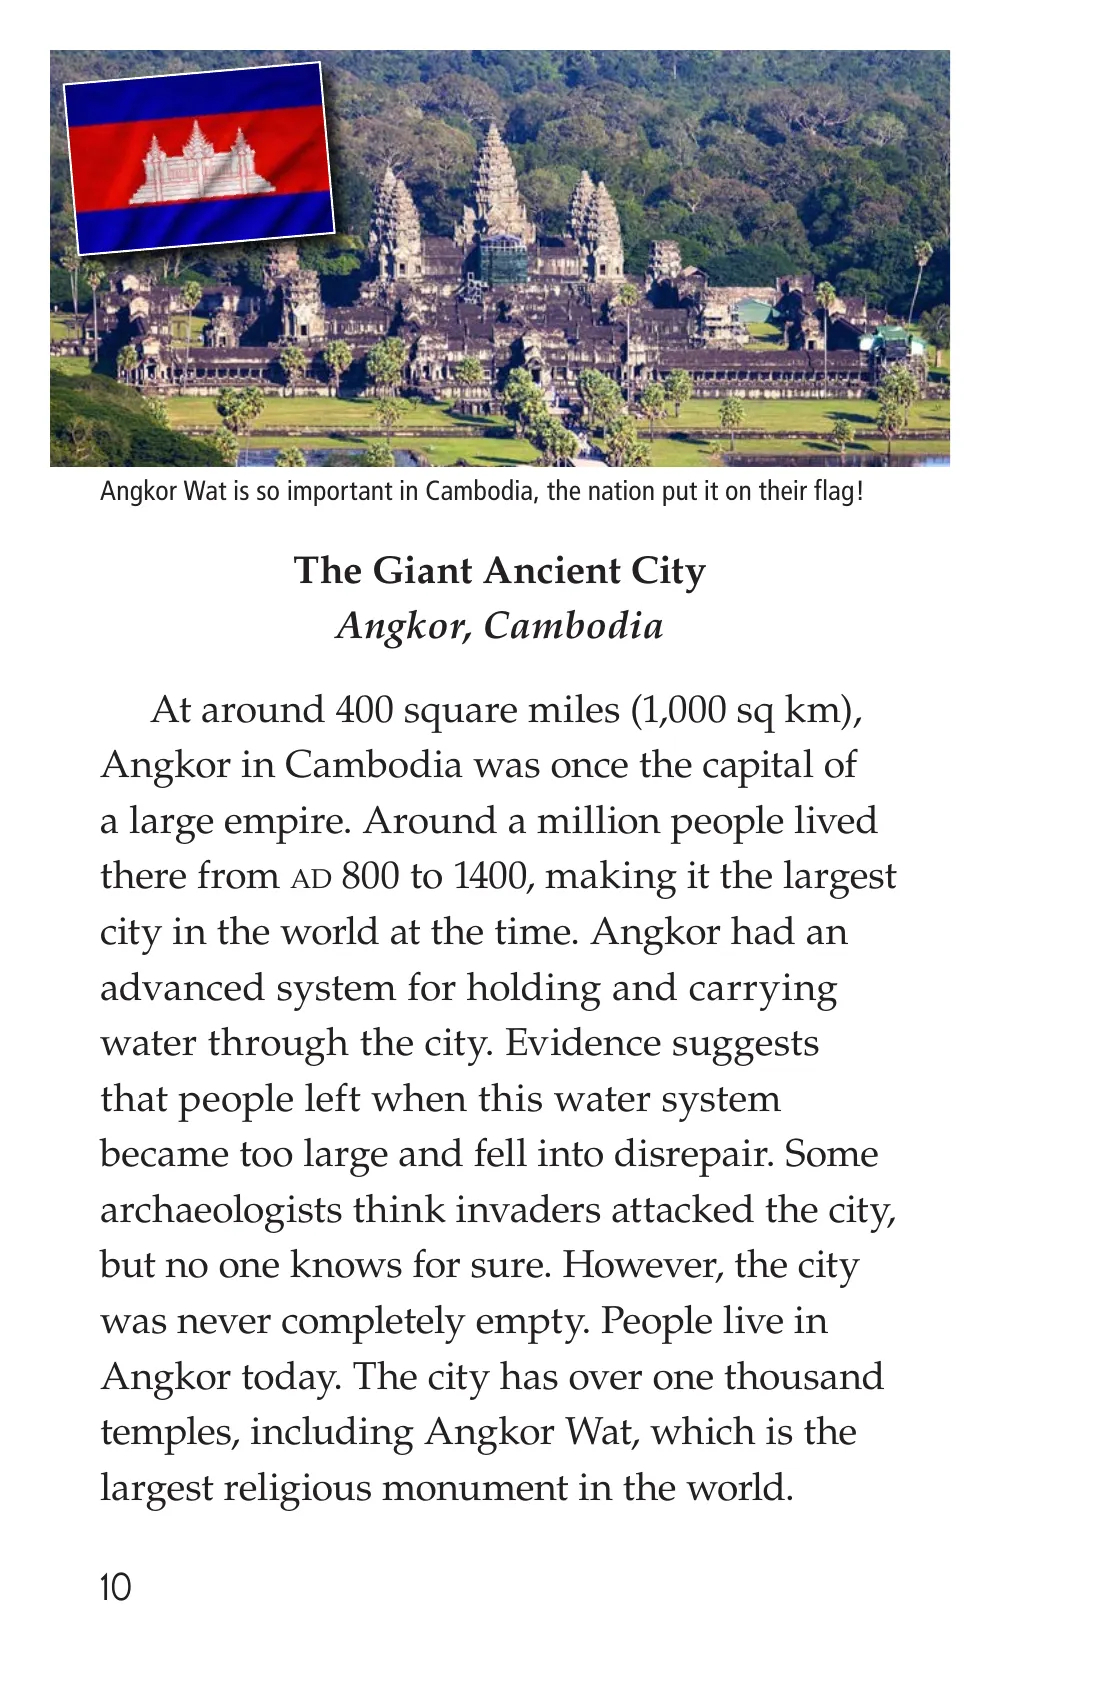 Angkor Wat is so important in Cambodia, the nation put it on their flag!
The Giant Ancient City
Angkor, Cambodia
At around 400 square miles (1,000 sq km),
Angkor in Cambodia was once the capital of
a large empire. Around a million people lived
there from AD 800 to 1400, making it the largest
city in the world at the time. Angkor had an
advanced system for holding and carrying
water through the city. Evidence suggests
that people left when this water system
became too large and fell into disrepair. Some
archaeologists think invaders attacked the city,
but no one knows for sure. However, the city
was never completely empty. People live in
Angkor today. The city has over one thousand
temples, including Angkor Wat, which is the
largest religious monument in the world.
10